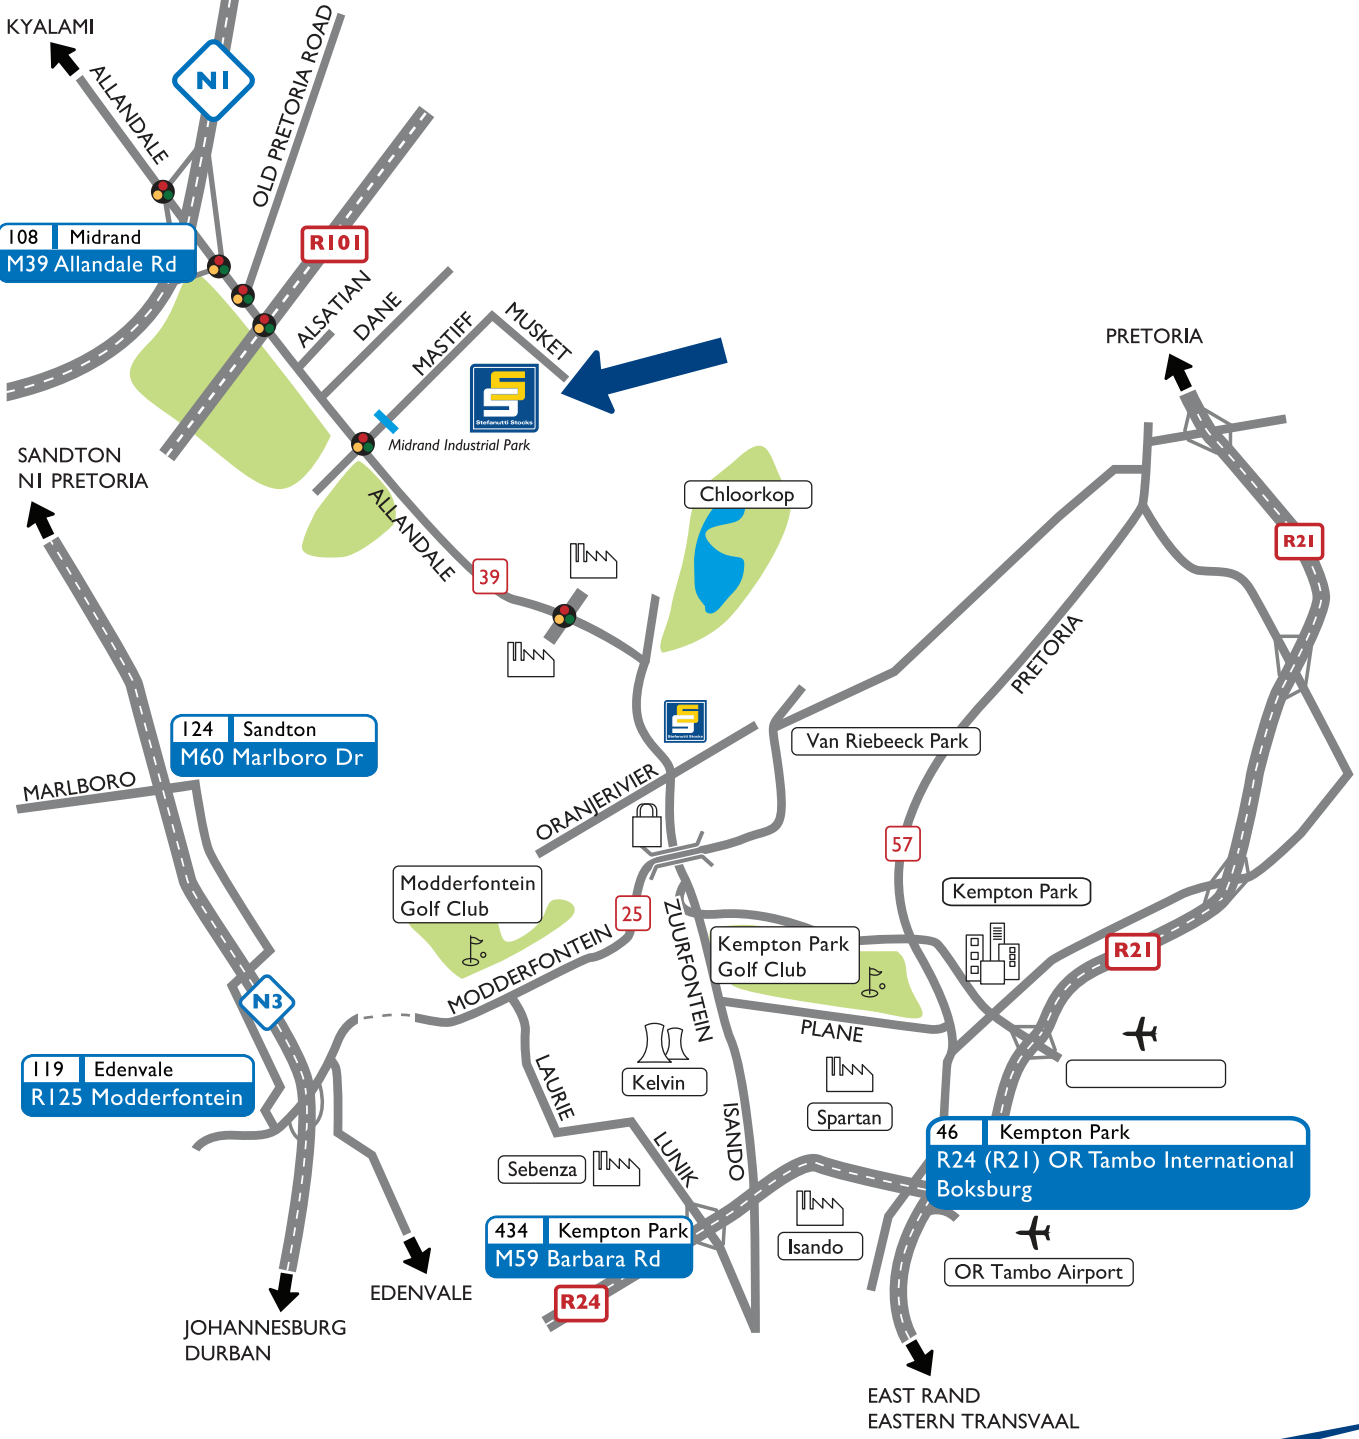 KYALAMI
ALLANDALE
N1
OLD PRETORIA ROAD
108 Midrand
M39 Allandale Rd
R101
ALSATIAN
DANE
MASTIFF
MUSKET
Stefanutti Stocks
Midrand Industrial Park
PRETORIA
SANDTON
N1 PRETORIA
ALLANDALE
39
Chloorkop
R21
PRETORIA
124 Sandton
M60 Marlboro Dr
MARLBORO
Stefanutti Stocks
Van Riebeeck Park
ORANJERIVIER
57
Modderfontein
Golf Club
25
ZUURFONTEIN
Kempton Park
Kempton Park
Golf Club
R21
MODDERFONTEIN
N3
PLANE
119 Edenvale
R125 Modderfontein
LAURIE
Kelvin
Spartan
ISANDO
LUNIK
Sebenza
46 Kempton Park
R24 (R21) OR Tambo International
Boksburg
434 Kempton Park
M59 Barbara Rd
Isando
OR Tambo Airport
R24
EDENVALE
JOHANNESBURG
DURBAN
EAST RAND
EASTERN TRANSVAAL